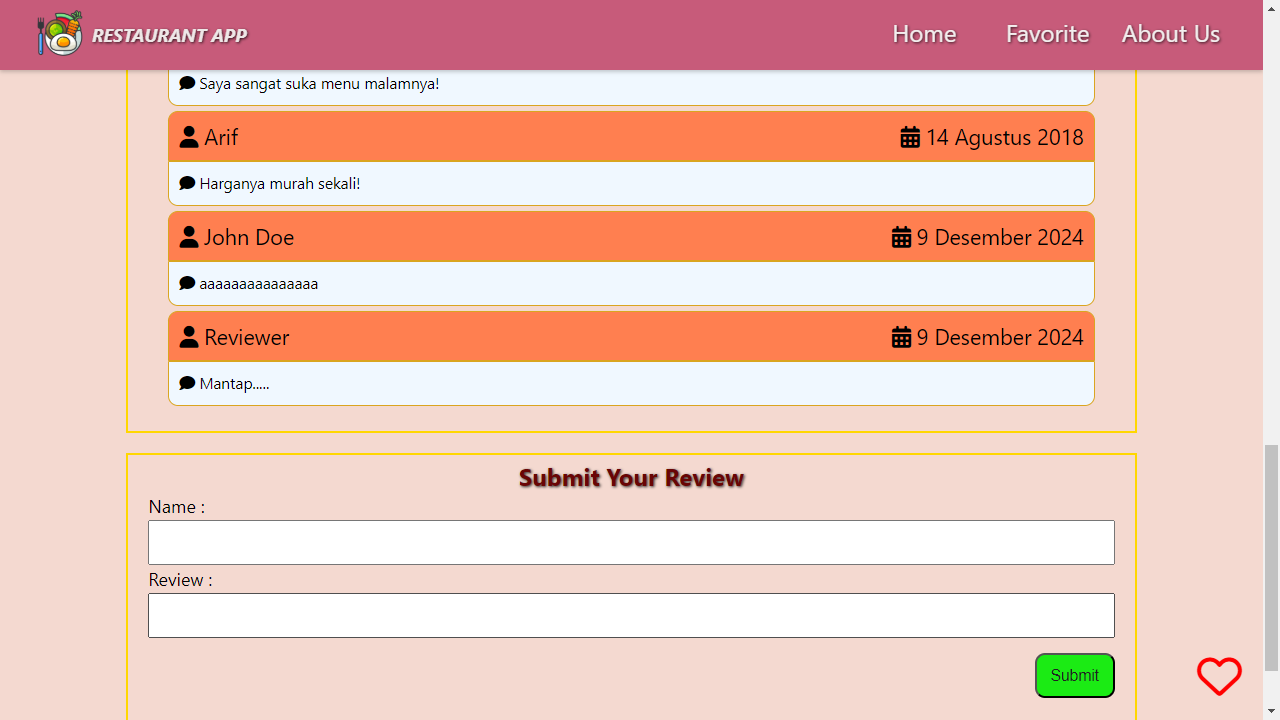 RESTAURANT APP
Home Favorite About Us
Saya sangat suka menu malamnya!
Arif 14 Agustus 2018
Harganya murah sekali!
John Doe 9 Desember 2024
aaaaaaaaaaaaaaa
Reviewer 9 Desember 2024
Mantap.....
Submit Your Review
Name :
Review :
Submit